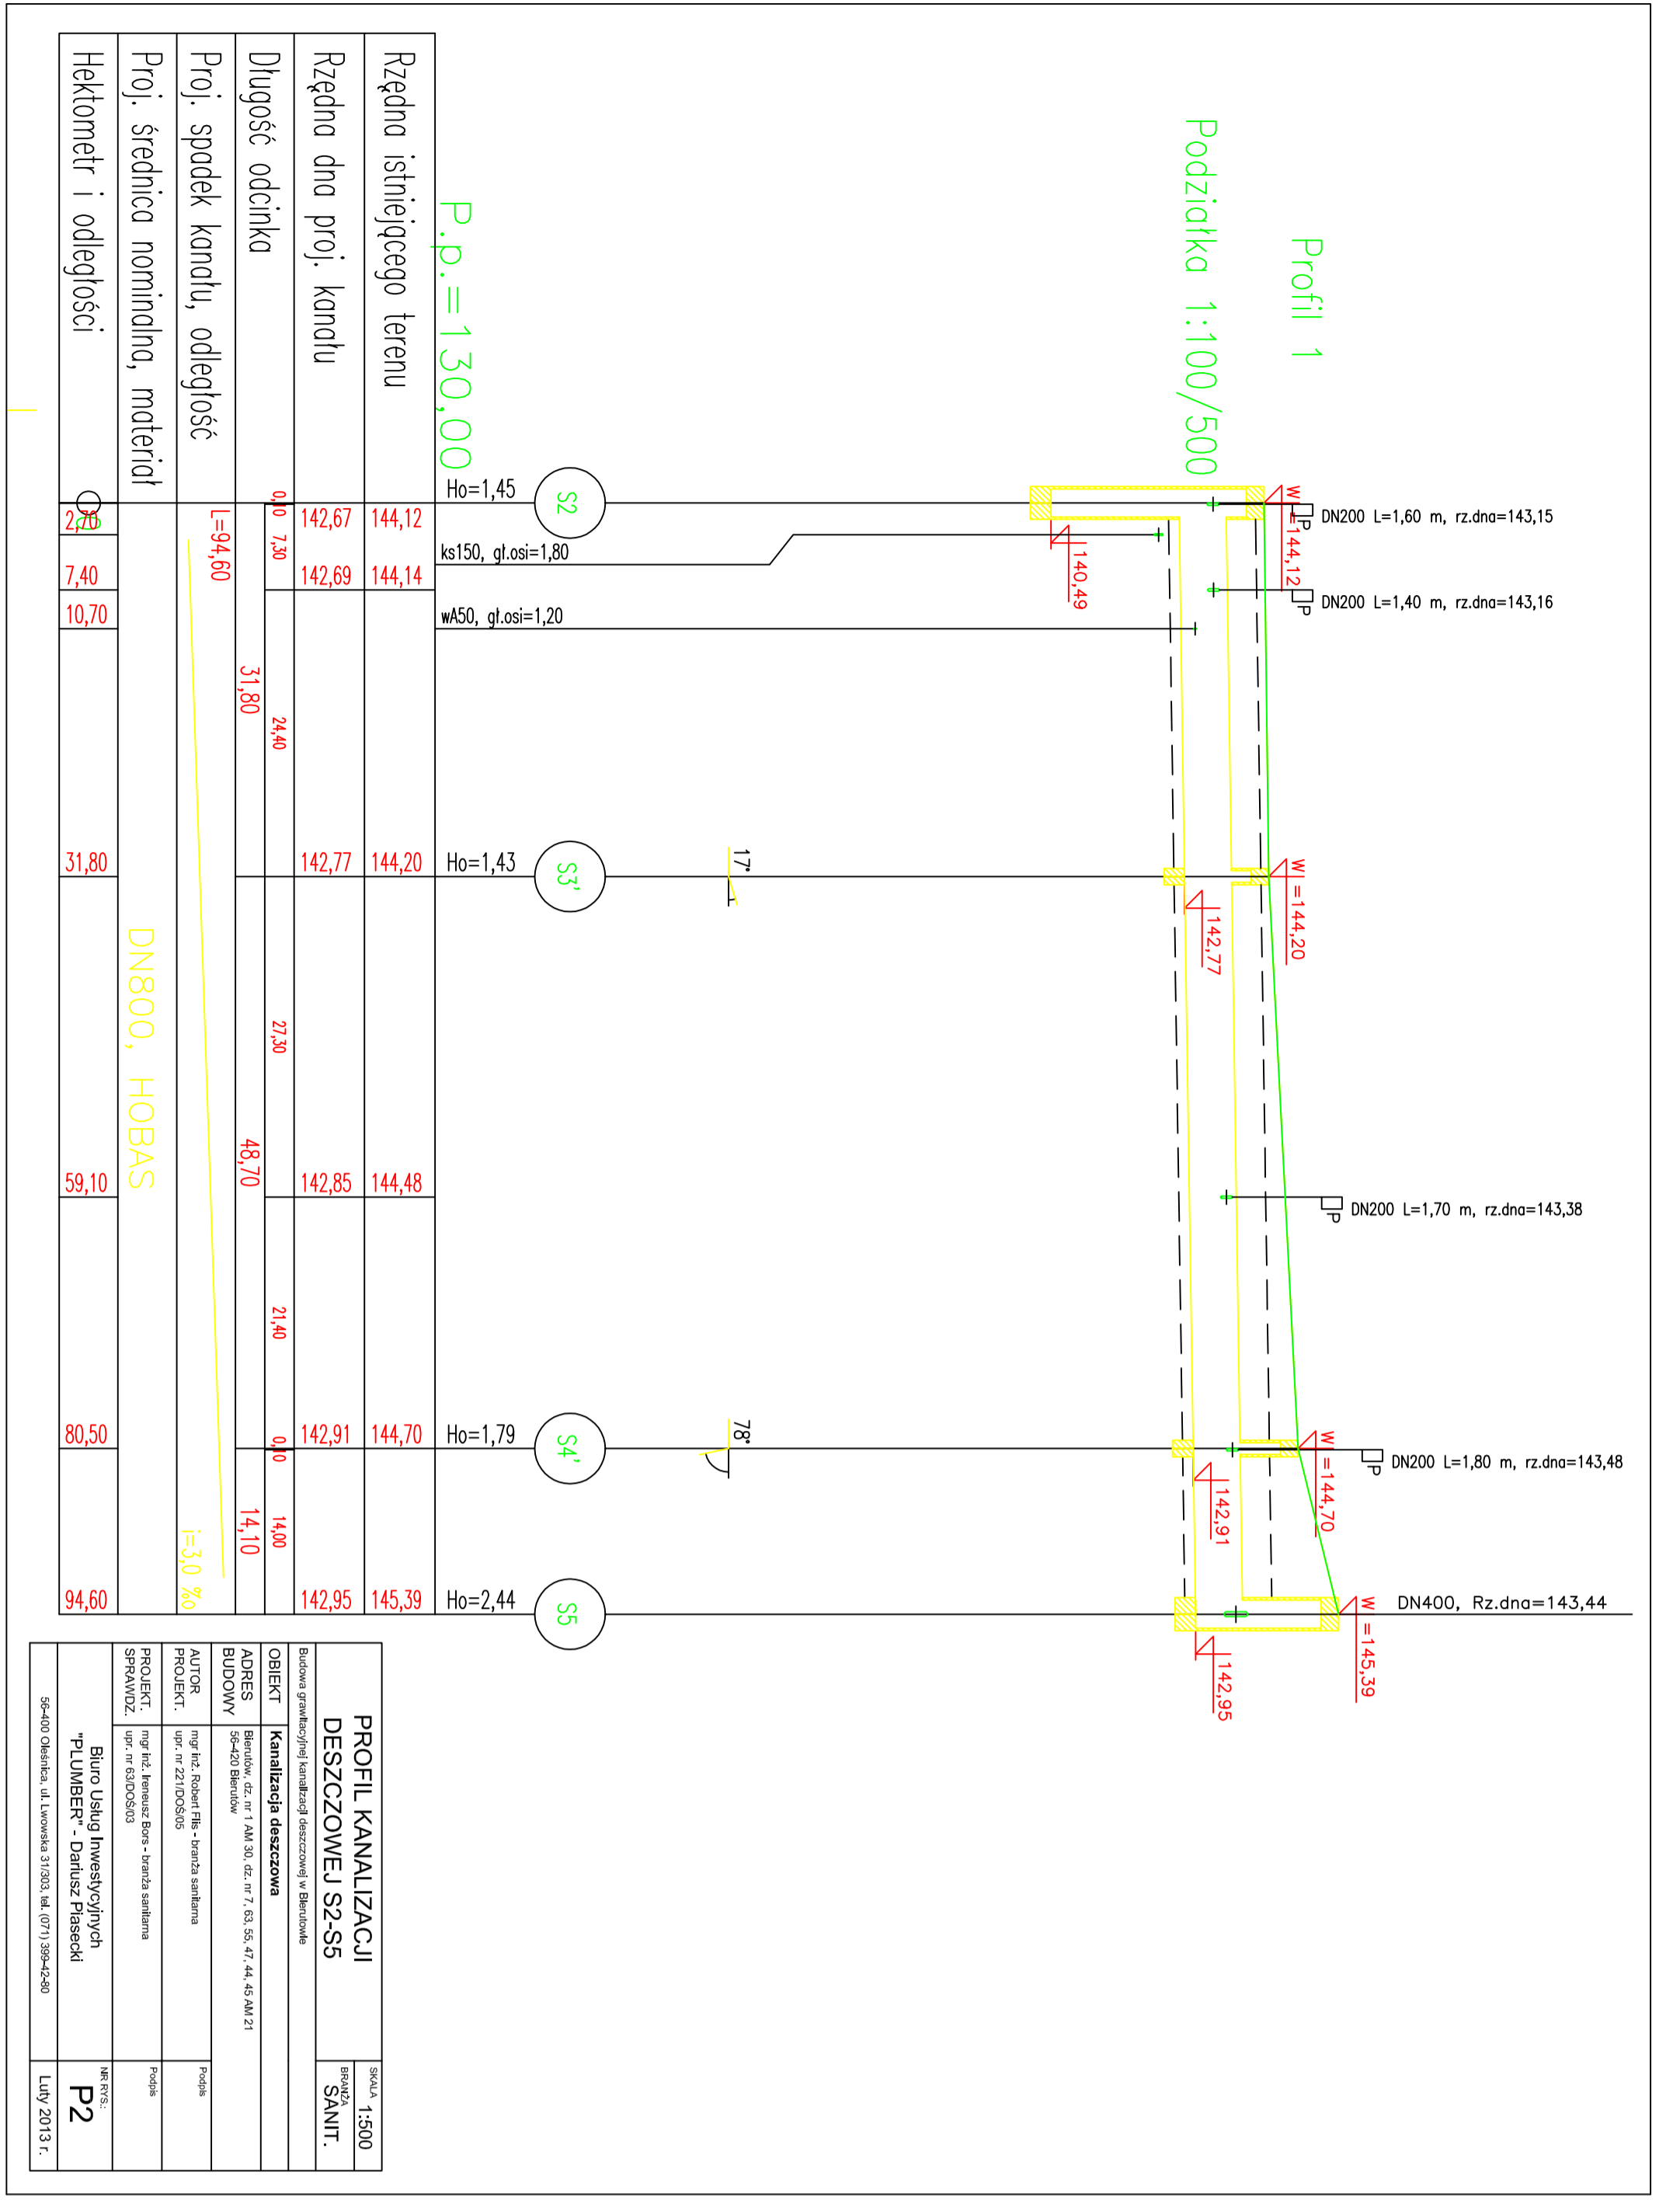 Profil 1
Podziałka 1:100/500
P.p.=130,00
DN200 L=1,60 m, rz.dna=143,15
P
DN200 L=1,40 m, rz.dna=143,16
P
DN200 L=1,70 m, rz.dna=143,38
P
DN200 L=1,80 m, rz.dna=143,48
P
DN400, Rz.dna=143,44
W =144,12
W =144,20
W =144,70
W =145,39
140,49
142,77
142,91
142,95
17°
78°
S2
S3'
S4'
S5
Ho=1,45
Ho=1,43
Ho=1,79
Ho=2,44
ks150, gł.osi=1,80
wA50, gł.osi=1,20
Rzędna istniejącego terenu
144,12
144,14
144,20
144,48
144,70
145,39
Rzędna dna proj. kanału
142,67
142,69
142,77
142,85
142,91
142,95
Długość odcinka
0,10
7,30
24,40
27,30
21,40
0,10
14,00
31,80
48,70
14,10
Proj. spadek kanału, odległość
L=94,60
i=3,0 ‰
Proj. średnica nominalna, materiał
DN800, HOBAS
Hektometr i odległości
0
2,70
7,40
10,70
31,80
59,10
80,50
94,60
PROFIL KANALIZACJI
DESZCZOWEJ S2-S5
SKALA 1:500
BRANŻA
SANIT.
Budowa grawitacyjnej kanalizacji deszczowej w Bierutowie
OBIEKT
Kanalizacja deszczowa
ADRES
BUDOWY
Bierutów, dz. nr 1 AM 30, dz. nr 7, 63, 55, 47, 44, 45 AM 21
56-420 Bierutów
AUTOR
PROJEKT.
mgr inż. Robert Flis - branża sanitarna
upr. nr 221/DOŚ/05
Podpis
PROJEKT.
SPRAWDZ.
mgr inż. Ireneusz Bors - branża sanitarna
upr. nr 63/DOŚ/03
Podpis
Biuro Usług Inwestycyjnych
"PLUMBER" - Dariusz Piasecki
NR RYS.:
P2
56-400 Oleśnica, ul. Lwowska 31/303, tel. (071) 399-42-80
Luty 2013 r.